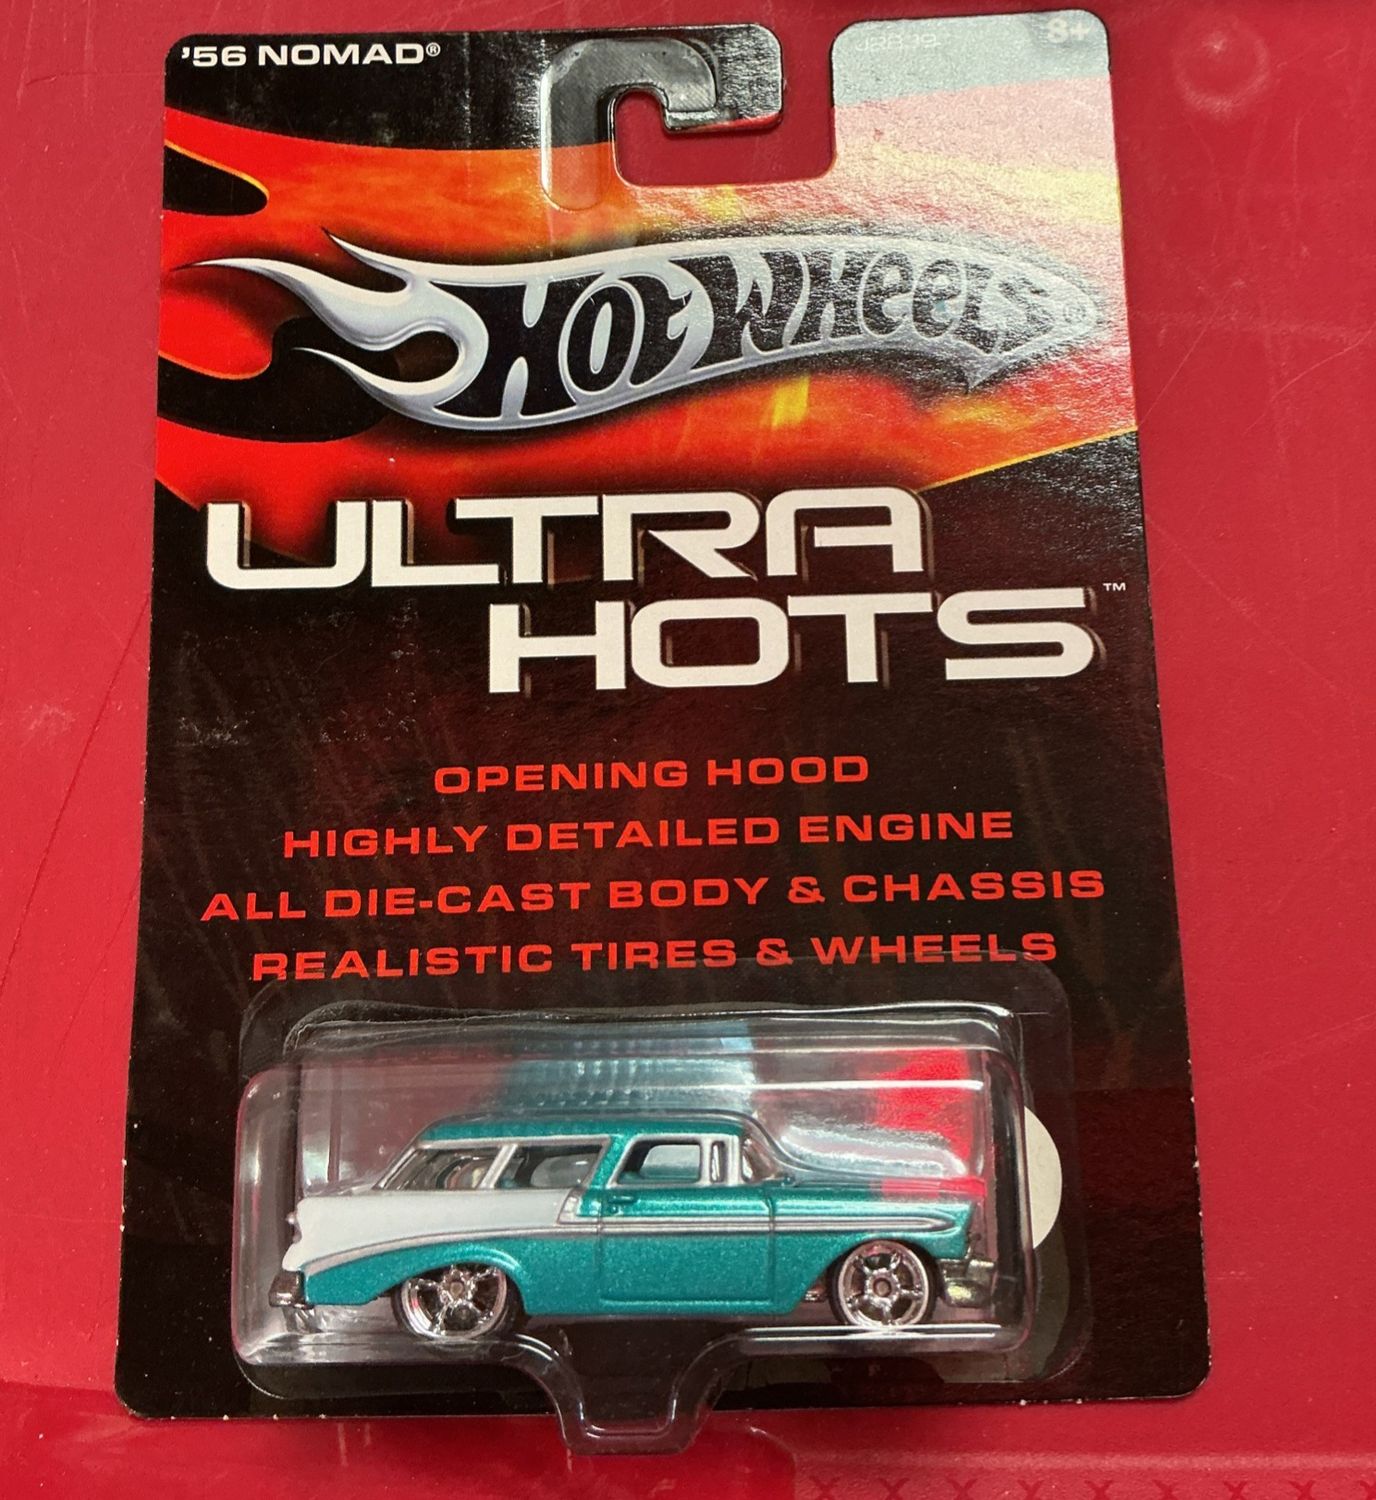 '56 NOMAD®
8+
HOT WHEELS®
ULTRA
HOTS™
OPENING HOOD
HIGHLY DETAILED ENGINE
ALL DIE-CAST BODY & CHASSIS
REALISTIC TIRES & WHEELS